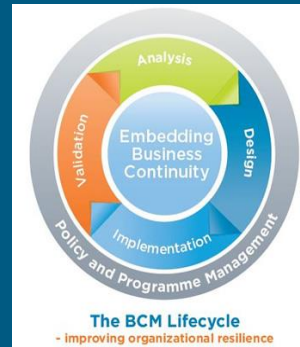 Analysis
Design
Implementation
Validation
Embedding
Business
Continuity
Policy and Programme Management
The BCM Lifecycle
- improving organizational resilience